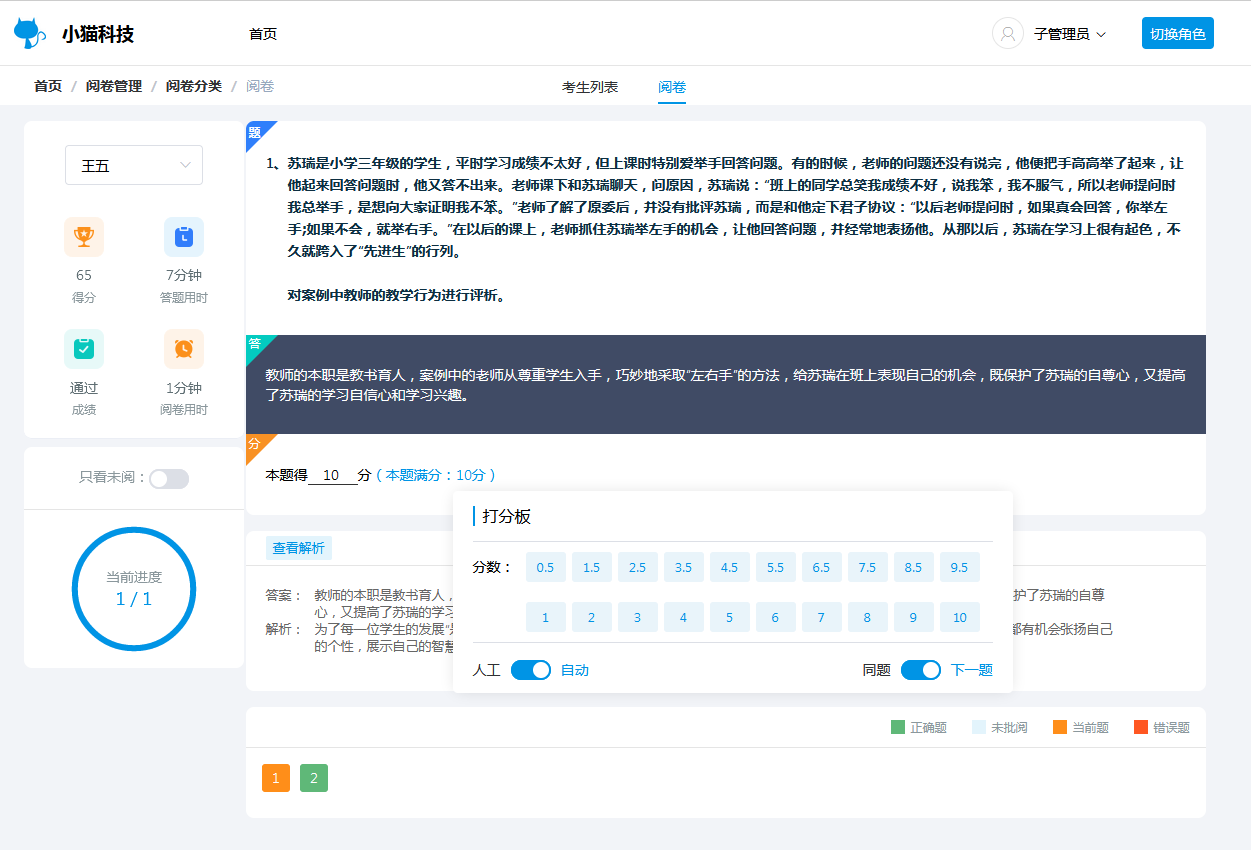 小猫科技
首页
子管理员
切换角色
首页 / 阅卷管理 / 阅卷分类 / 阅卷
考生列表
阅卷
王五
65
得分
7分钟
答题用时
通过
成绩
1分钟
阅卷用时
只看未阅：
当前进度
1 / 1
题
1、苏瑞是小学三年级的学生，平时学习成绩不太好，但上课时特别爱举手回答问题。有的时候，老师的问题还没有说完，他便把手高高举了起来，让
他起来回答问题时，他又答不出来。老师课下和苏瑞聊天，问原因，苏瑞说：“班上的同学总笑我成绩不好，说我笨，我不服气，所以老师提问时
我总举手，是想向大家证明我不笨。”老师了解了原委后，并没有批评苏瑞，而是和他定下君子协议：“以后老师提问时，如果真会回答，你举左
手;如果不会，就举右手。”在以后的课上，老师抓住苏瑞举左手的机会，让他回答问题，并经常地表扬他。从那以后，苏瑞在学习上很有起色，不
久就跨入了“先进生”的行列。
对案例中教师的教学行为进行评析。
答
教师的本职是教书育人，案例中的老师从尊重学生入手，巧妙地采取“左右手”的方法，给苏瑞在班上表现自己的机会，既保护了苏瑞的自尊心，又提高
了苏瑞的学习自信心和学习兴趣。
分
本题得 10 分（本题满分：10分）
打分板
分数： 0.5 1.5 2.5 3.5 4.5 5.5 6.5 7.5 8.5 9.5
1 2 3 4 5 6 7 8 9 10
人工 自动
同题 下一题
查看解析
答案： 教师的本职是教书育人， 护了苏瑞的自尊
心，又提高了苏瑞的学习
解析： 为了每一位学生的发展” 都有机会张扬自己
的个性，展示自己的智慧
正确题
未批阅
当前题
错误题
1
2